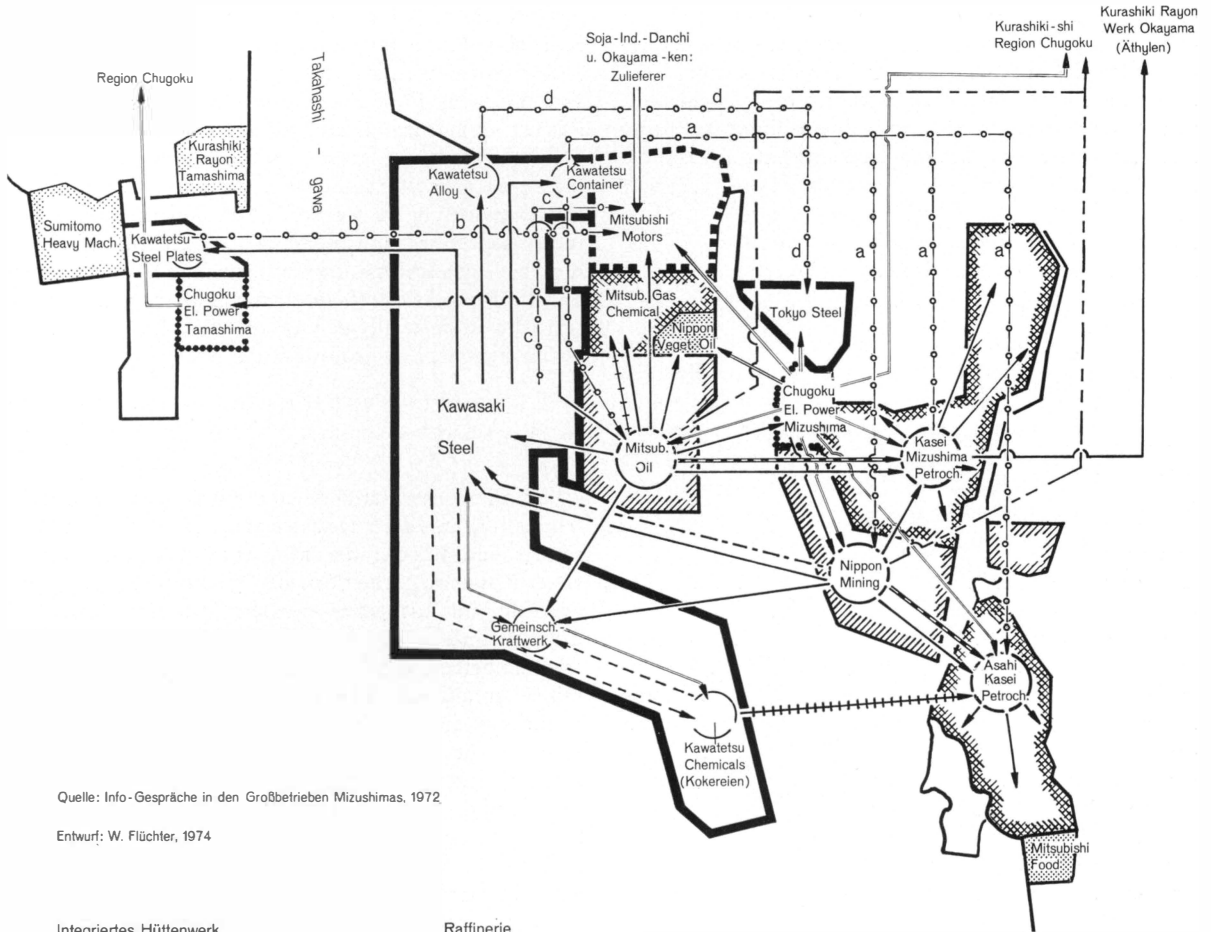 Kurashiki Rayon
Werk Okayama
(Äthylen)
Kurashiki-shi
Region Chugoku
Soja-Ind.-Danchi
u. Okayama-ken:
Zulieferer
Region Chugoku
Takahashi - gawa
Kurashiki
Rayon
Tamashima
Sumitomo
Heavy Mach.
Kawatetsu
Steel Plates
Chugoku
El. Power
Tamashima
b
b
d
d
a
Kawatetsu
Alloy
Kawatetsu
Container
c
Mitsubishi
Motors
d
a
a
a
Mitsub. Gas
Chemical
Nippon
Veget. Oil
Tokyo Steel
c
Kawasaki
Steel
Chugoku
El. Power
Mizushima
Mitsub.
Oil
Kasei
Mizushima
Petroch.
Nippon
Mining
Gemeinsch.-
Kraftwerk
Asahi
Kasei
Petroch.
Kawatetsu
Chemicals
(Kokereien)
Mitsubishi
Food
Quelle: Info-Gespräche in den Großbetrieben Mizushimas, 1972
Entwurf: W. Flüchter, 1974
Integriertes Hüttenwerk
Raffinerie